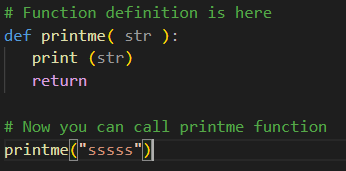 # Function definition is here
def printme( str ):
   print (str)
   return

# Now you can call printme function
printme("sssss")